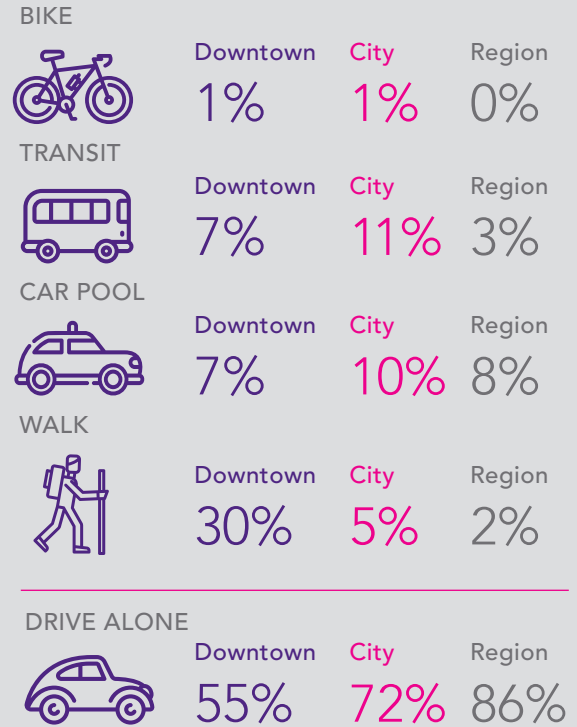 BIKE
Downtown City Region
1% 1% 0%
TRANSIT
Downtown City Region
7% 11% 3%
CAR POOL
Downtown City Region
7% 10% 8%
WALK
Downtown City Region
30% 5% 2%
DRIVE ALONE
Downtown City Region
55% 72% 86%